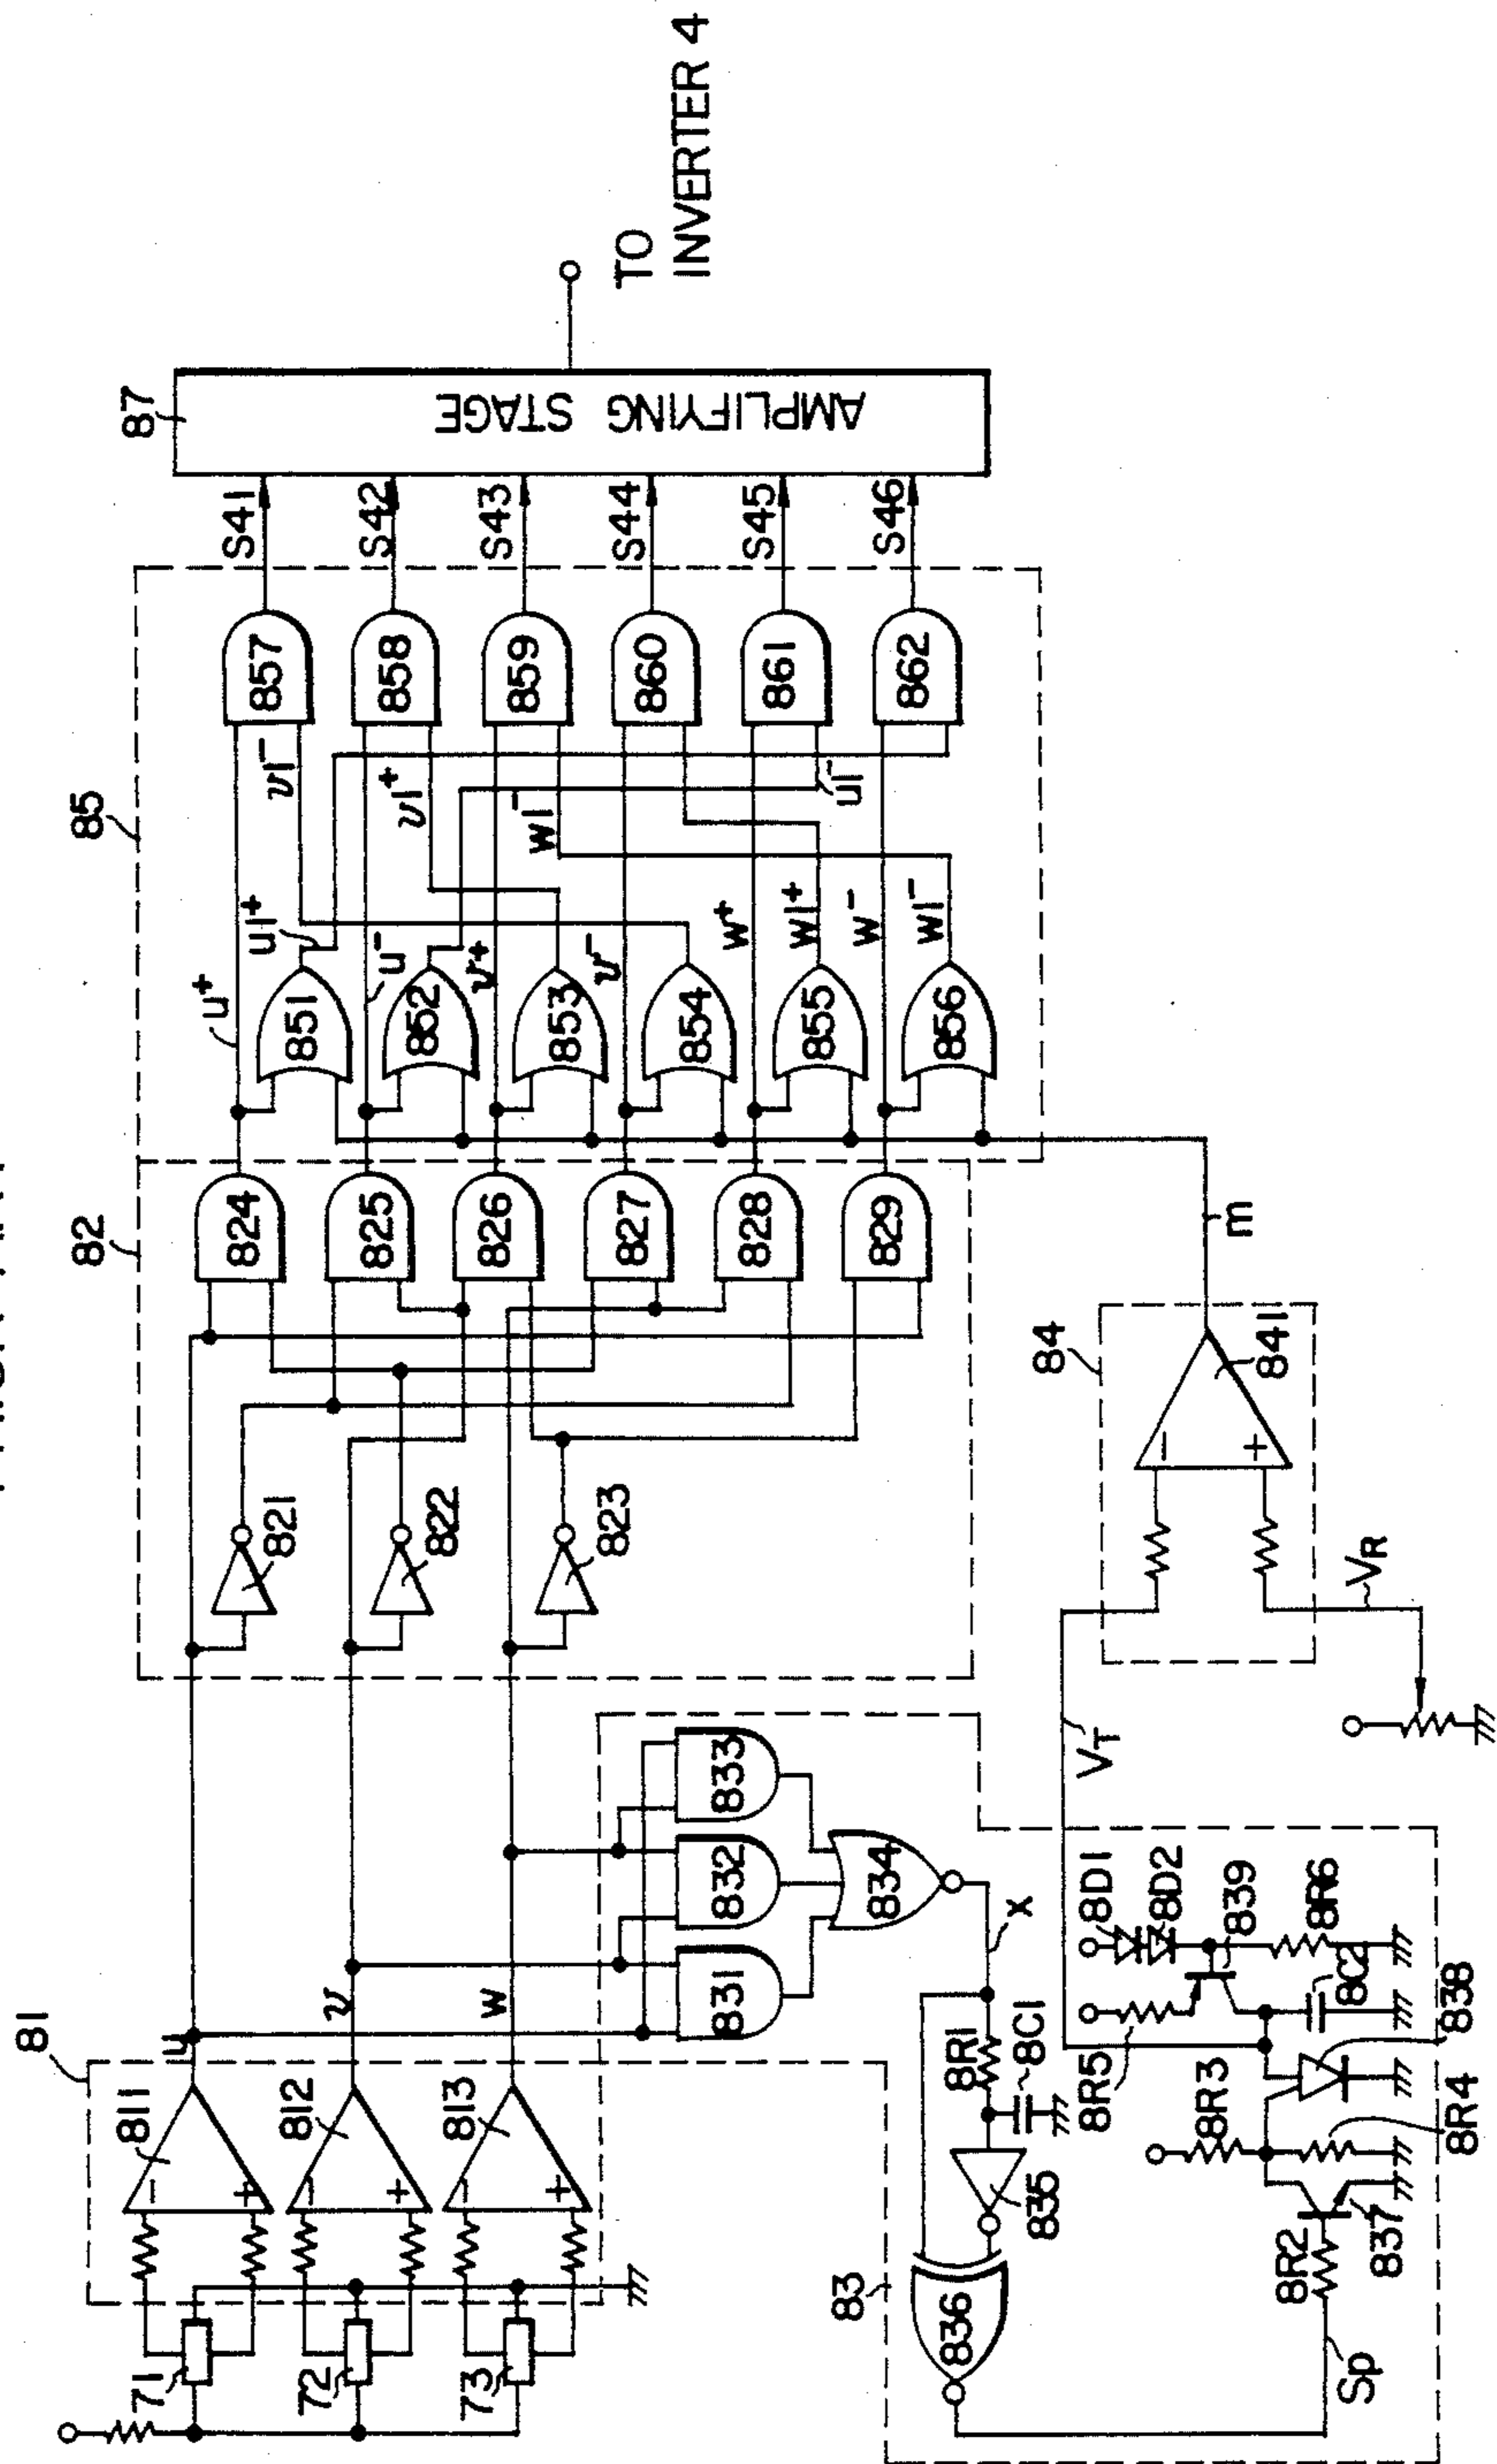 81
82
85
87
811
812
813
71
72
73
u
v
w
821
822
823
824
825
826
827
828
829
u+
u1+
u-
v+
v-
w+
w1+
w-
w1-
v1-
v1+
w1-
u1-
851
852
853
854
855
856
857
858
859
860
861
862
S41
S42
S43
S44
S45
S46
AMPLIFYING STAGE
TO
INVERTER 4
83
831
832
833
834
x
8R1
8C1
835
836
Sp
8R2
837
8R3
8R4
838
8R5
8D1
8D2
839
8R6
8C2
VT
VR
84
841
m
−
+
−
+
−
+
−
+